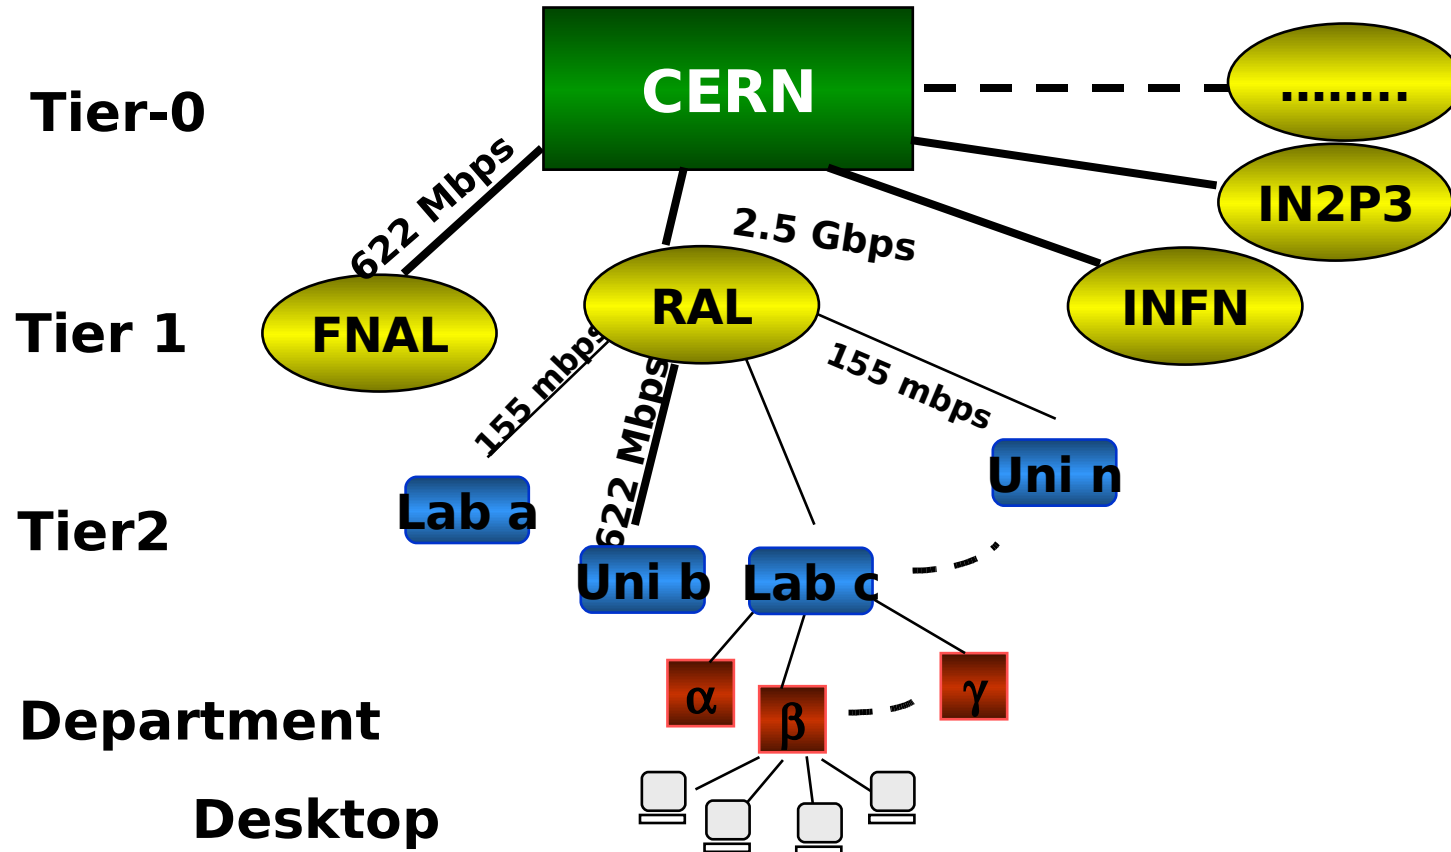 CERN
........
Tier-0
622 Mbps
IN2P3
2.5 Gbps
Tier 1
FNAL
RAL
INFN
155 mbps
622 Mbps
155 mbps
Tier2
Lab a
Uni b
Lab c
Uni n
Department
α
β
γ
Desktop